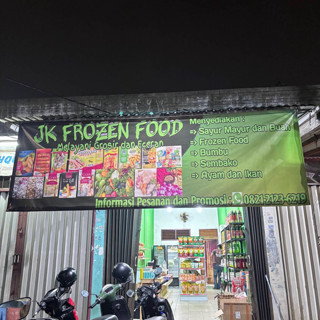 JK FROZEN FOOD
Melayani Grosir dan Eceran
Menyediakan :
=> Sayur Mayur dan Buah
=> Frozen Food
=> Bumbu
=> Sembako
=> Ayam dan Ikan
Informasi Pesanan dan Promosi